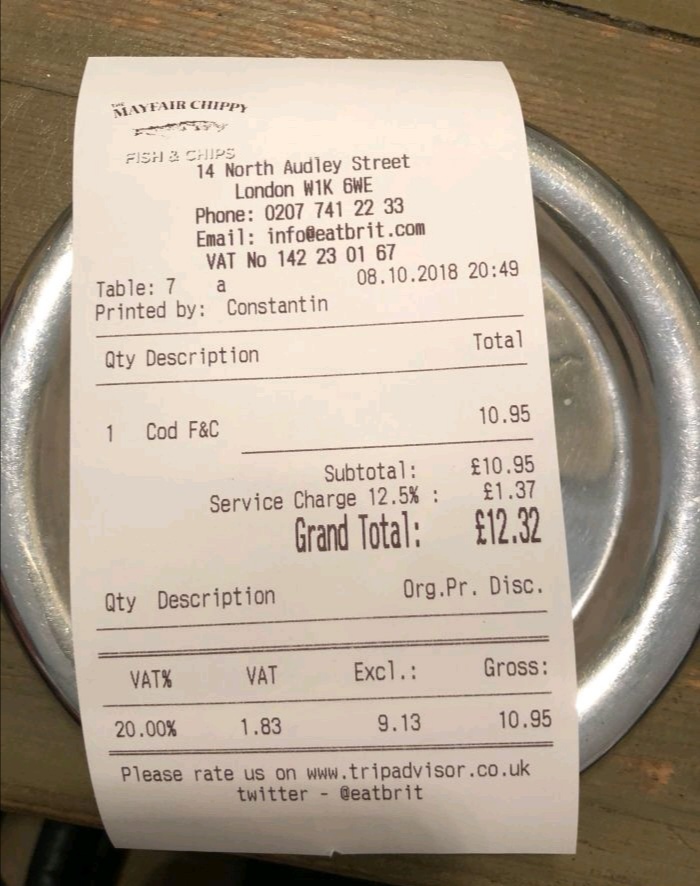 THE
MAYFAIR CHIPPY
FISH & CHIPS
14 North Audley Street
London W1K 6WE
Phone: 0207 741 22 33
Email: info@eatbrit.com
VAT No 142 23 01 67
Table: 7 a 08.10.2018 20:49
Printed by: Constantin
Qty Description Total
1 Cod F&C 10.95
Subtotal: £10.95
Service Charge 12.5% : £1.37
Grand Total: £12.32
Qty Description Org.Pr. Disc.
VAT% VAT Excl.: Gross:
20.00% 1.83 9.13 10.95
Please rate us on www.tripadvisor.co.uk
twitter - @eatbrit